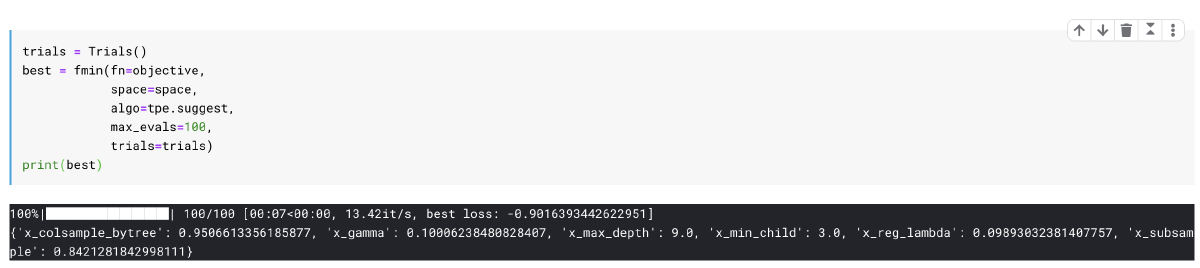 trials = Trials()
best = fmin(fn=objective,
            space=space,
            algo=tpe.suggest,
            max_evals=100,
            trials=trials)
print(best)
100%|██████████| 100/100 [00:07<00:00, 13.42it/s, best loss: -0.9016393442622951]
{'x_colsample_bytree': 0.9506613356185877, 'x_gamma': 0.10006238480828407, 'x_max_depth': 9.0, 'x_min_child': 3.0, 'x_reg_lambda': 0.09893032381407757, 'x_subsam
ple': 0.8421281842998111}